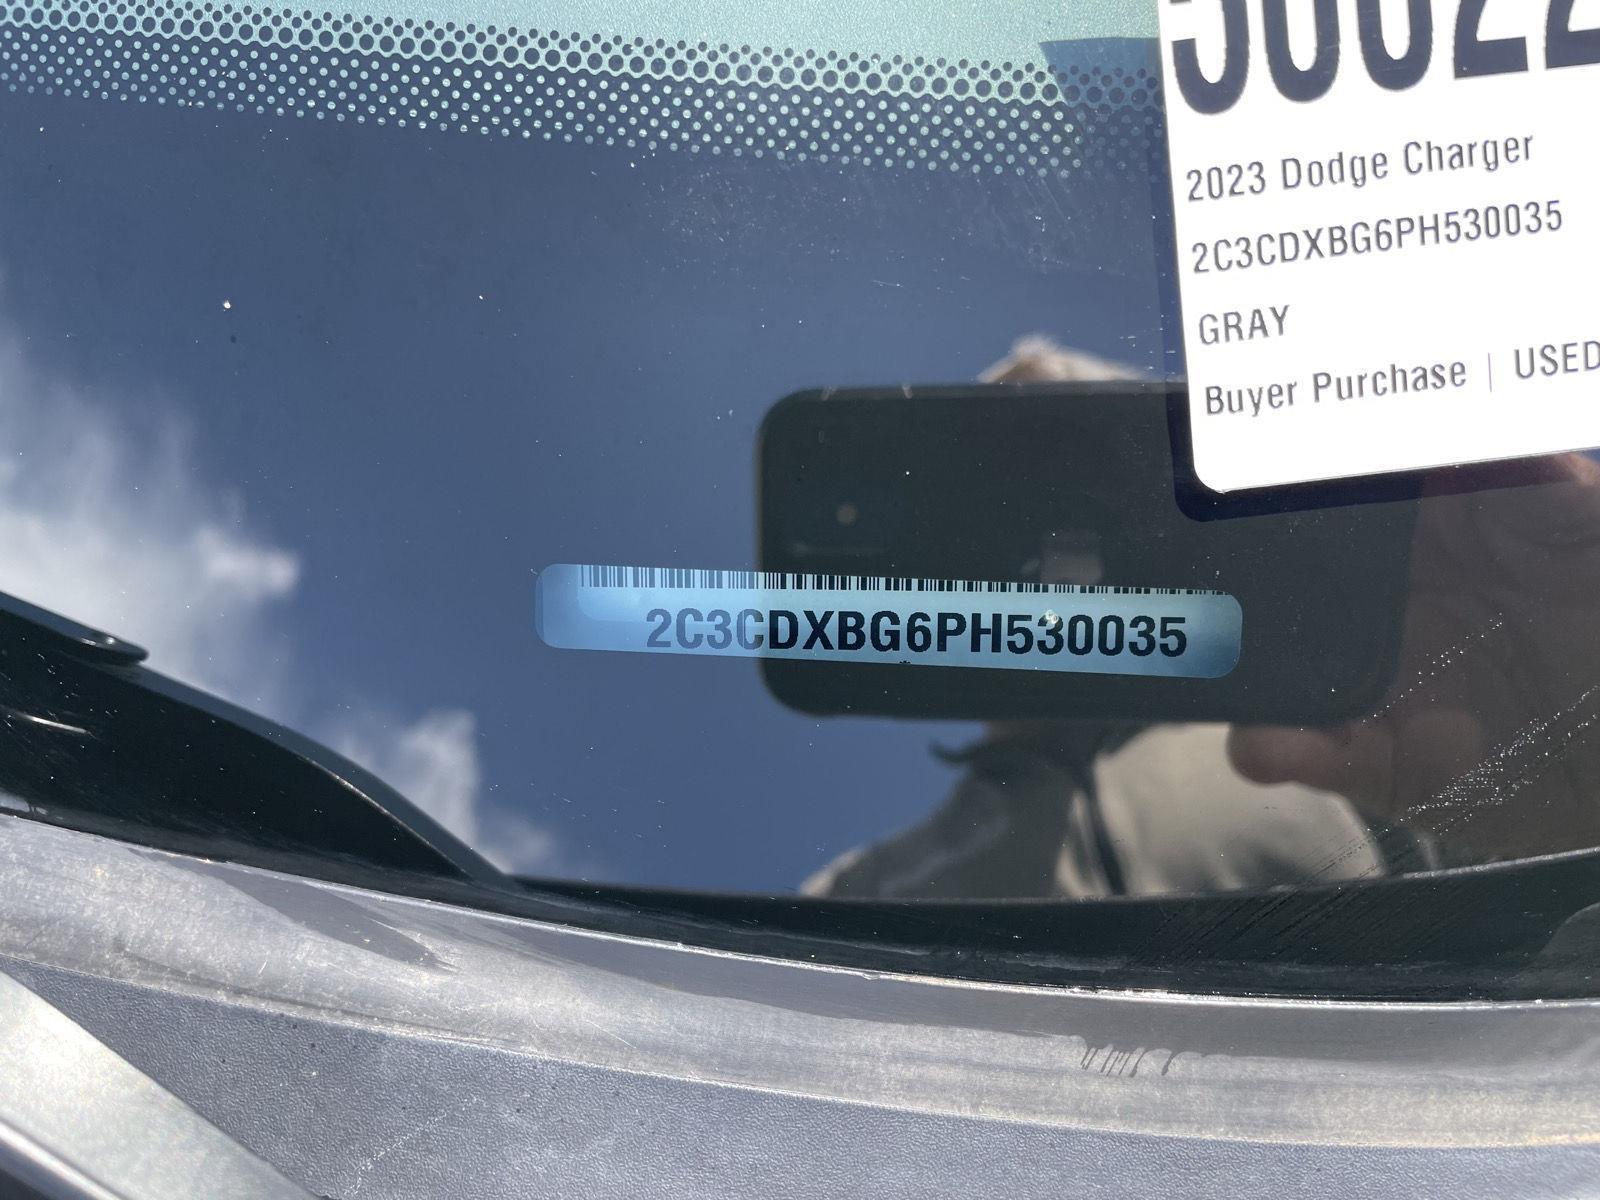 2023 Dodge Charger
2C3CDXBG6PH530035
GRAY
Buyer Purchase | USED
2C3CDXBG6PH530035